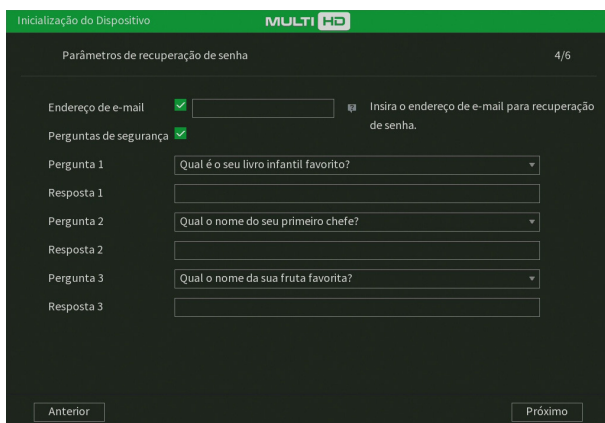 Inicialização do Dispositivo
MULTI HD
Parâmetros de recuperação de senha
4/6
Endereço de e-mail
Insira o endereço de e-mail para recuperação
de senha.
Perguntas de segurança
Pergunta 1
Qual é o seu livro infantil favorito?
Resposta 1
Pergunta 2
Qual o nome do seu primeiro chefe?
Resposta 2
Pergunta 3
Qual o nome da sua fruta favorita?
Resposta 3
Anterior
Próximo